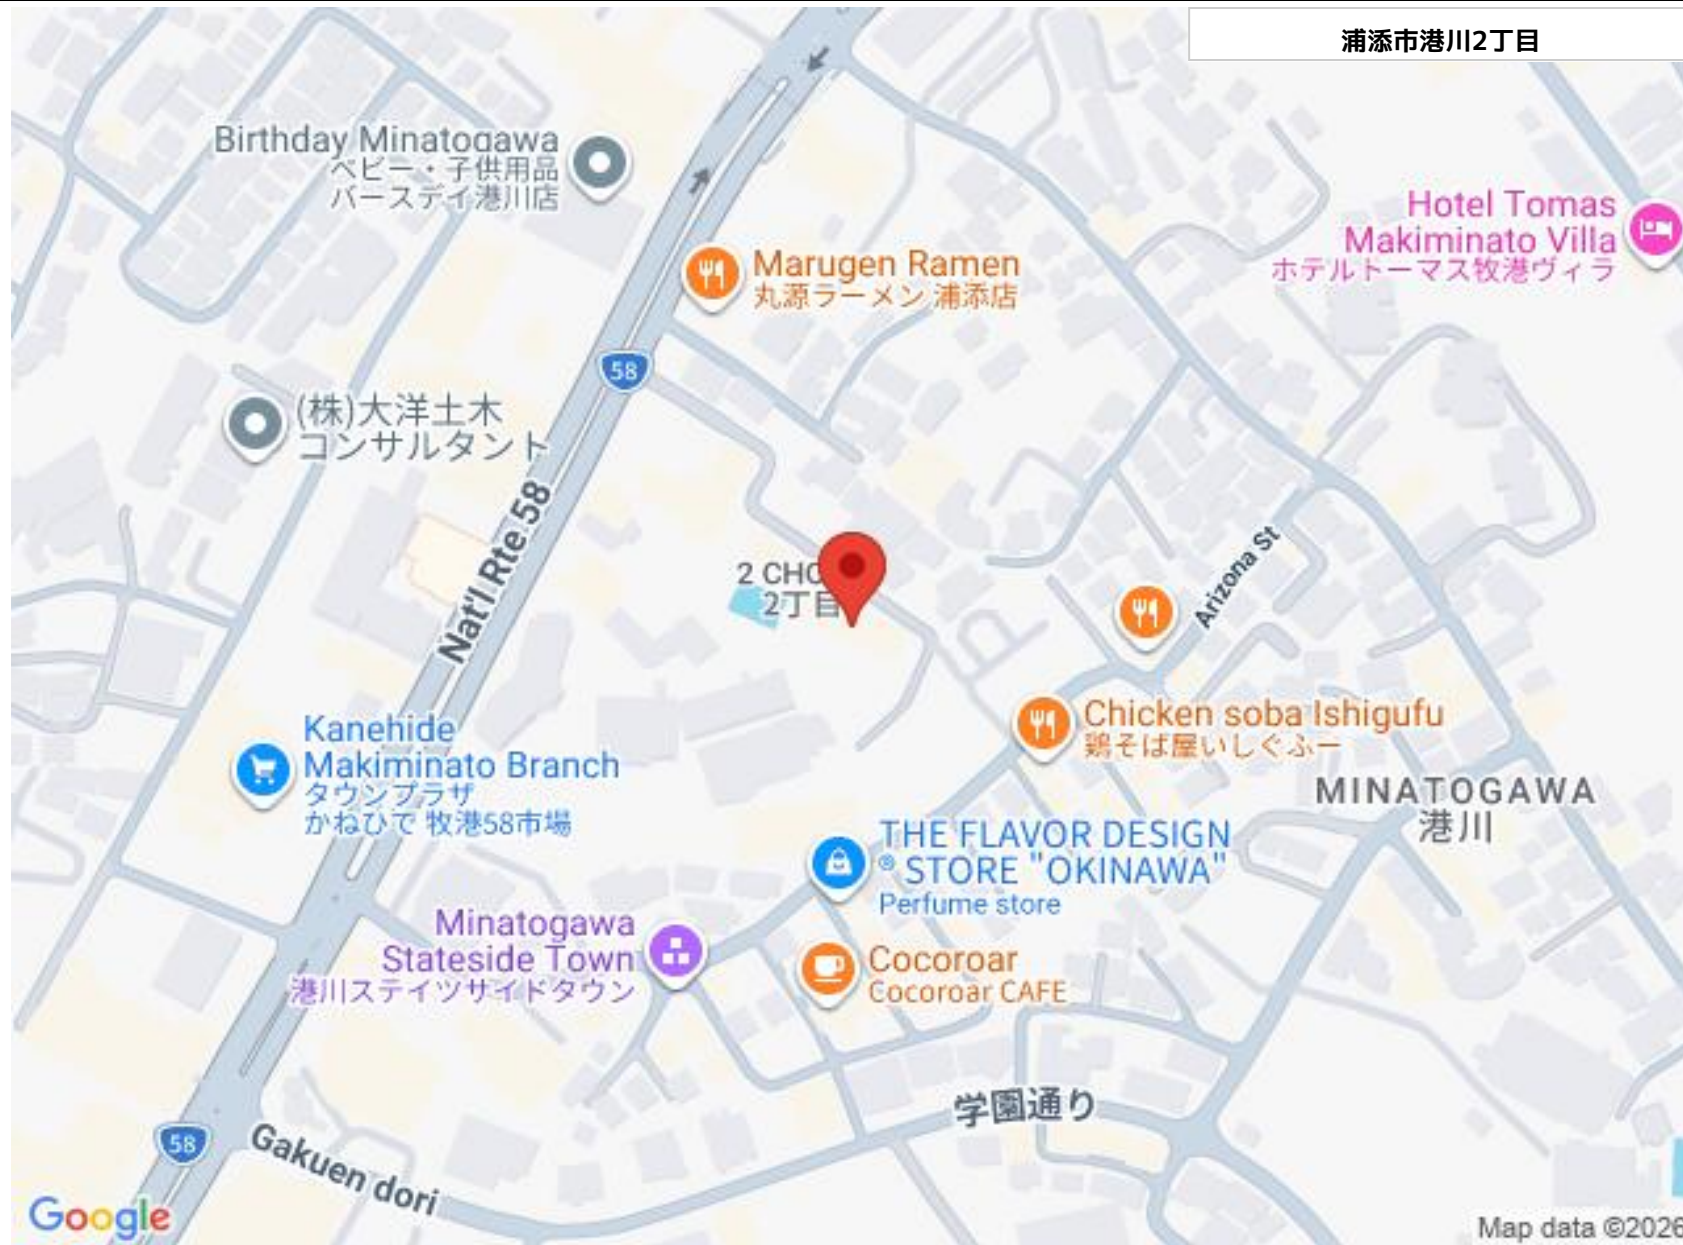 浦添市港川2丁目
Birthday Minatogawa
ベビー・子供用品
バースデイ港川店
Hotel Tomas
Makiminato Villa
ホテルトーマス牧港ヴィラ
Marugen Ramen
丸源ラーメン 浦添店
58
(株)大洋土木
コンサルタント
Nat'l Rte 58
2 CHO
2丁目
Arizona St
Chicken soba Ishigufu
鶏そば屋いしぐふー
Kanehide
Makiminato Branch
タウンプラザ
かねひで 牧港58市場
MINATOGAWA
港川
THE FLAVOR DESIGN
® STORE "OKINAWA"
Perfume store
Minatogawa
Stateside Town
港川ステイツサイドタウン
Cocoroar
Cocoroar CAFE
学園通り
58
Gakuen dori
Google
Map data ©2026